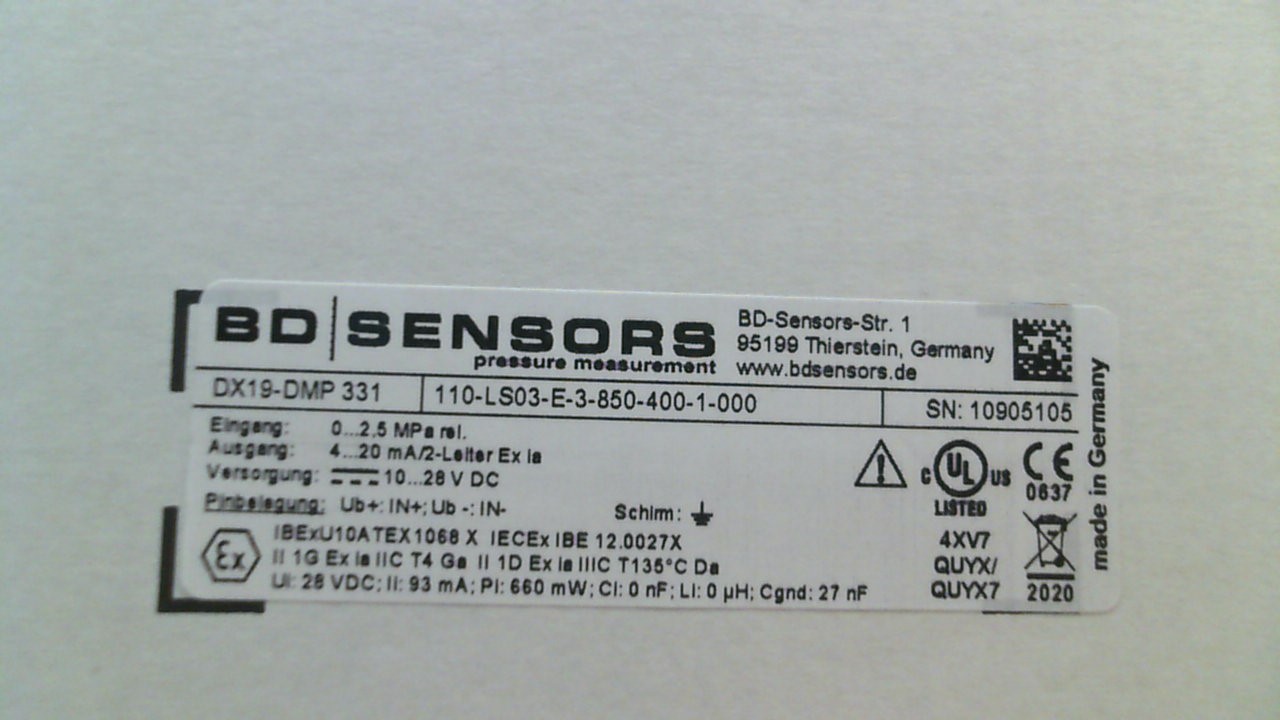 BD SENSORS
pressure measurement
BD-Sensors-Str. 1
95199 Thierstein, Germany
www.bdsensors.de
DX19-DMP 331 110-LS03-E-3-850-400-1-000 SN: 10905105
Eingang: 0...2,5 MPa rel.
Ausgang: 4...20 mA/2-Leiter Ex ia
Versorgung: 10...28 V DC
Pinbelegung: Ub+: IN+; Ub -: IN- Schirm:
Ex
IBExU10ATEX1068 X IECEx IBE 12.0027X
II 1G Ex ia IIC T4 Ga II 1D Ex ia IIIC T135°C Da
Ui: 28 VDC; Ii: 93 mA; Pi: 660 mW; Ci: 0 nF; Li: 0 µH; Cgnd: 27 nF
C UL US
LISTED
4XV7
QUYX/
QUYX7
CE
0637
2020
made in Germany